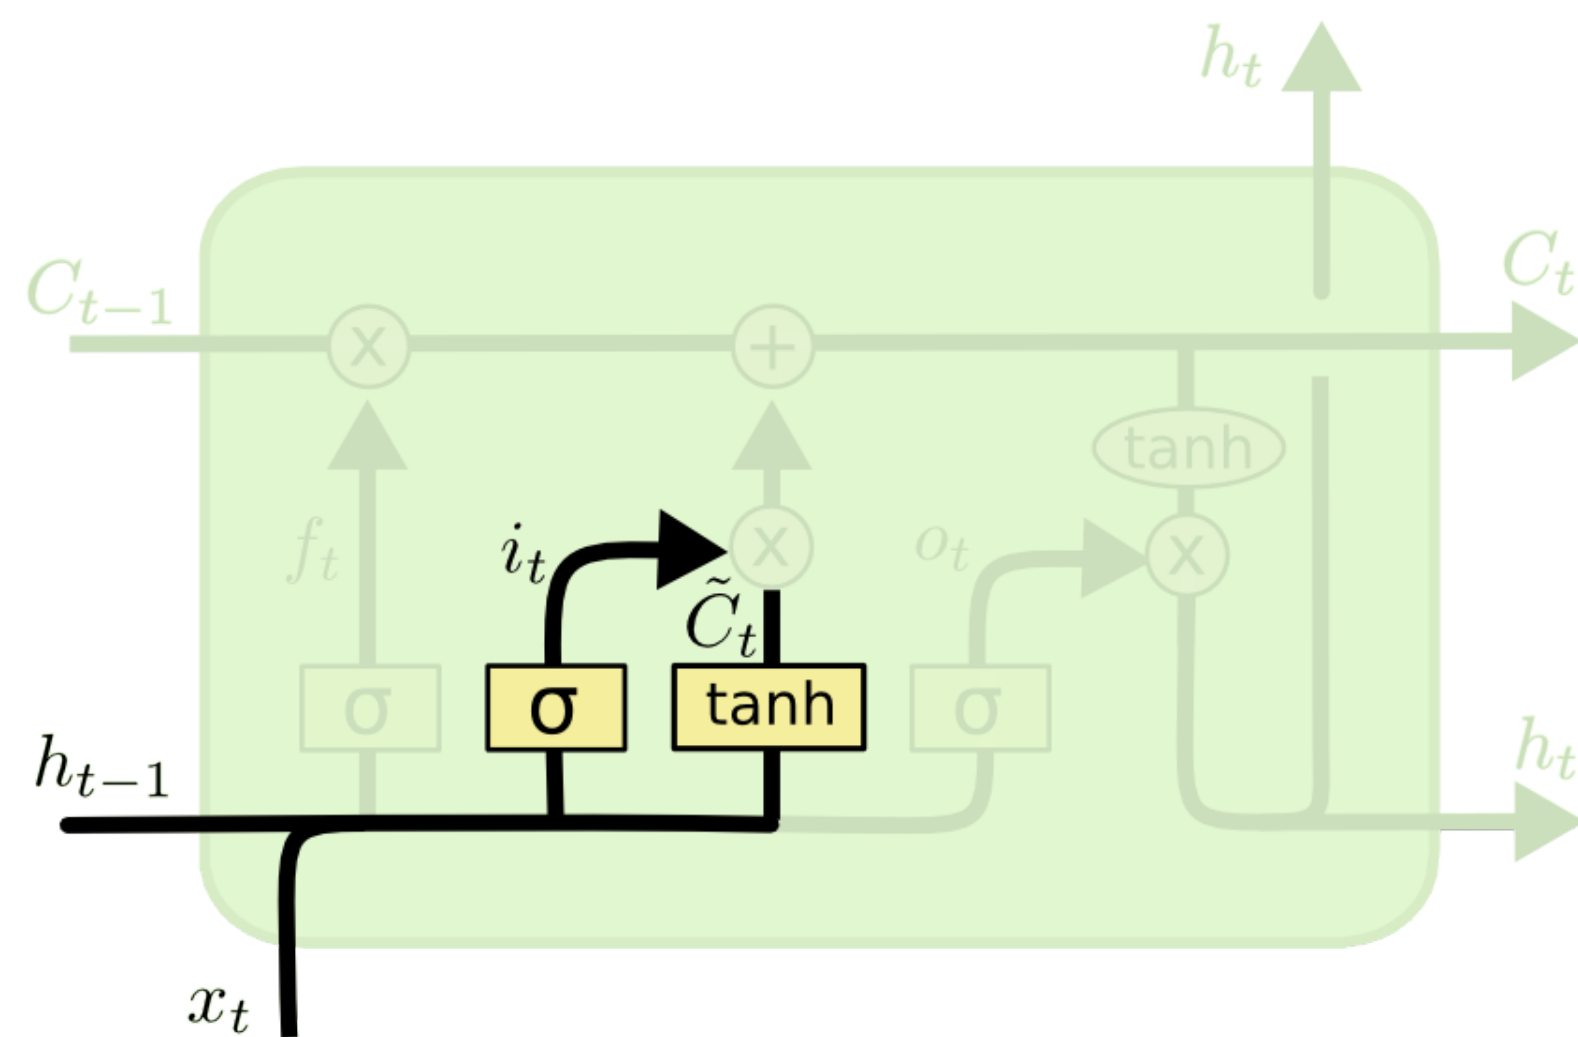 h_t
C_{t-1}
C_t
x
+
tanh
f_t
i_t
x
o_t
x
C̃_t
σ
σ
tanh
σ
h_{t-1}
h_t
x_t